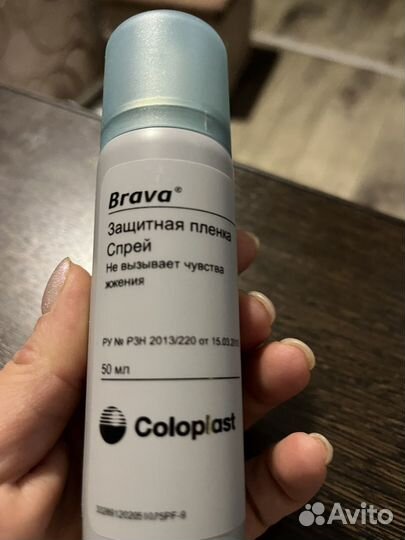 Brava®
Защитная пленка
Спрей
Не вызывает чувства
жжения
РУ № РЗН 2013/220 от 15.03.
50 мл
Coloplast
Avito